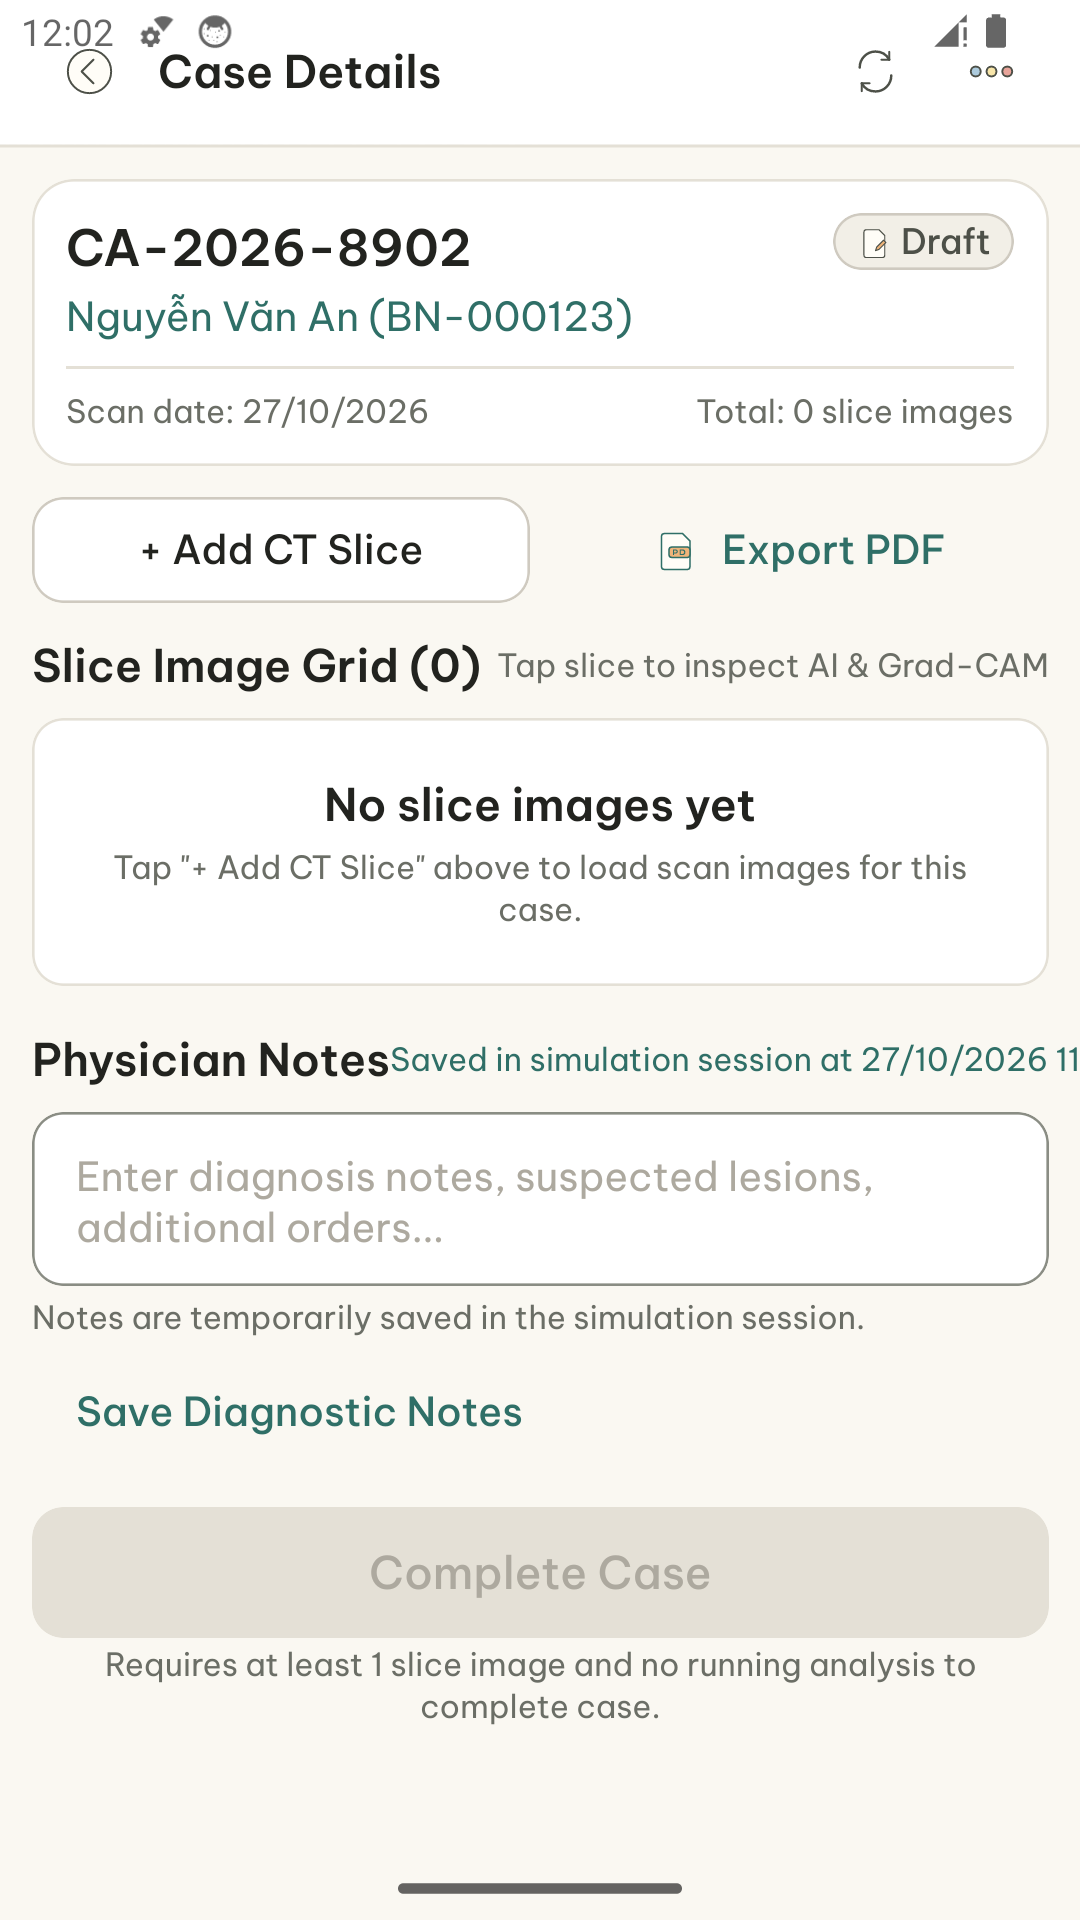 12:02
Case Details
CA-2026-8902
Draft
Nguyễn Văn An (BN-000123)
Scan date: 27/10/2026
Total: 0 slice images
+ Add CT Slice
PD
Export PDF
Slice Image Grid (0)
Tap slice to inspect AI & Grad-CAM
No slice images yet
Tap "+ Add CT Slice" above to load scan images for this
case.
Physician Notes
Saved in simulation session at 27/10/2026 11
Enter diagnosis notes, suspected lesions,
additional orders...
Notes are temporarily saved in the simulation session.
Save Diagnostic Notes
Complete Case
Requires at least 1 slice image and no running analysis to
complete case.